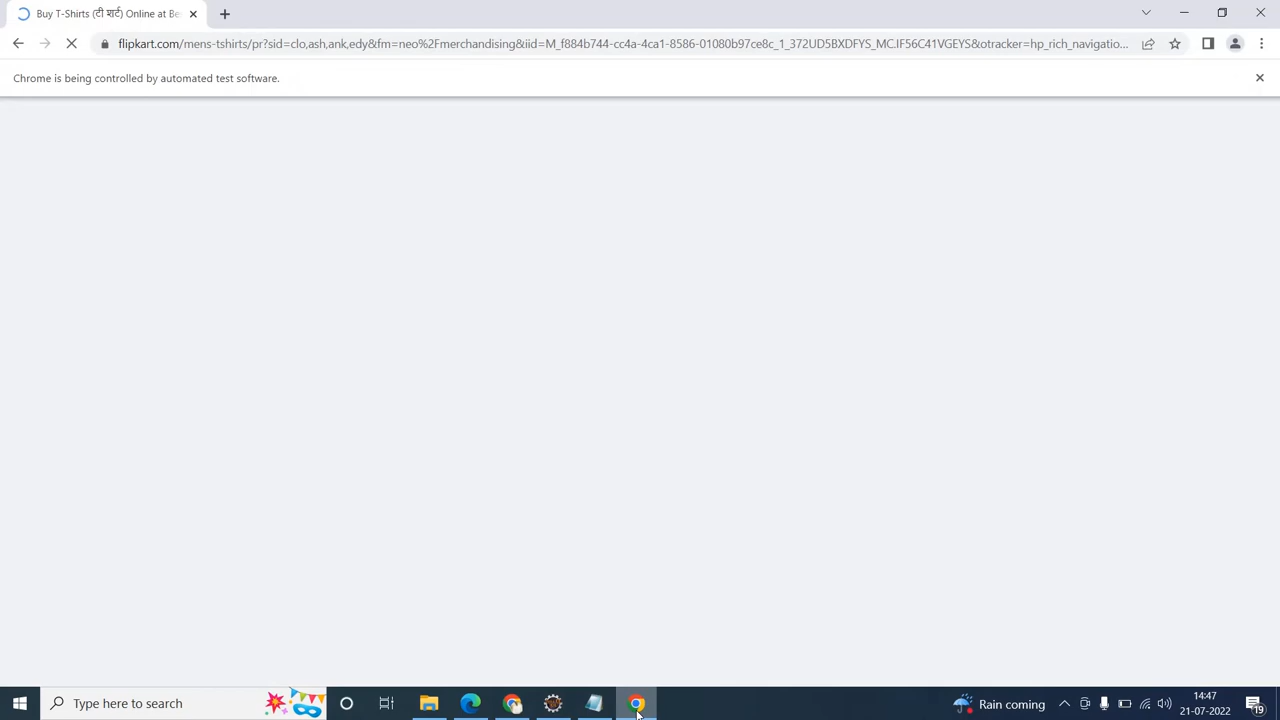 Buy T-Shirts (टी शर्ट) Online at Be
flipkart.com/mens-tshirts/pr?sid=clo,ash,ank,edy&fm=neo%2Fmerchandising&iid=M_f884b744-cc4a-4ca1-8586-01080b97ce8c_1_372UD5BXDFYS_MC.IF56C41VGEYS&otracker=hp_rich_navigatio...
Chrome is being controlled by automated test software.
Type here to search
Rain coming
14:47
21-07-2022
19